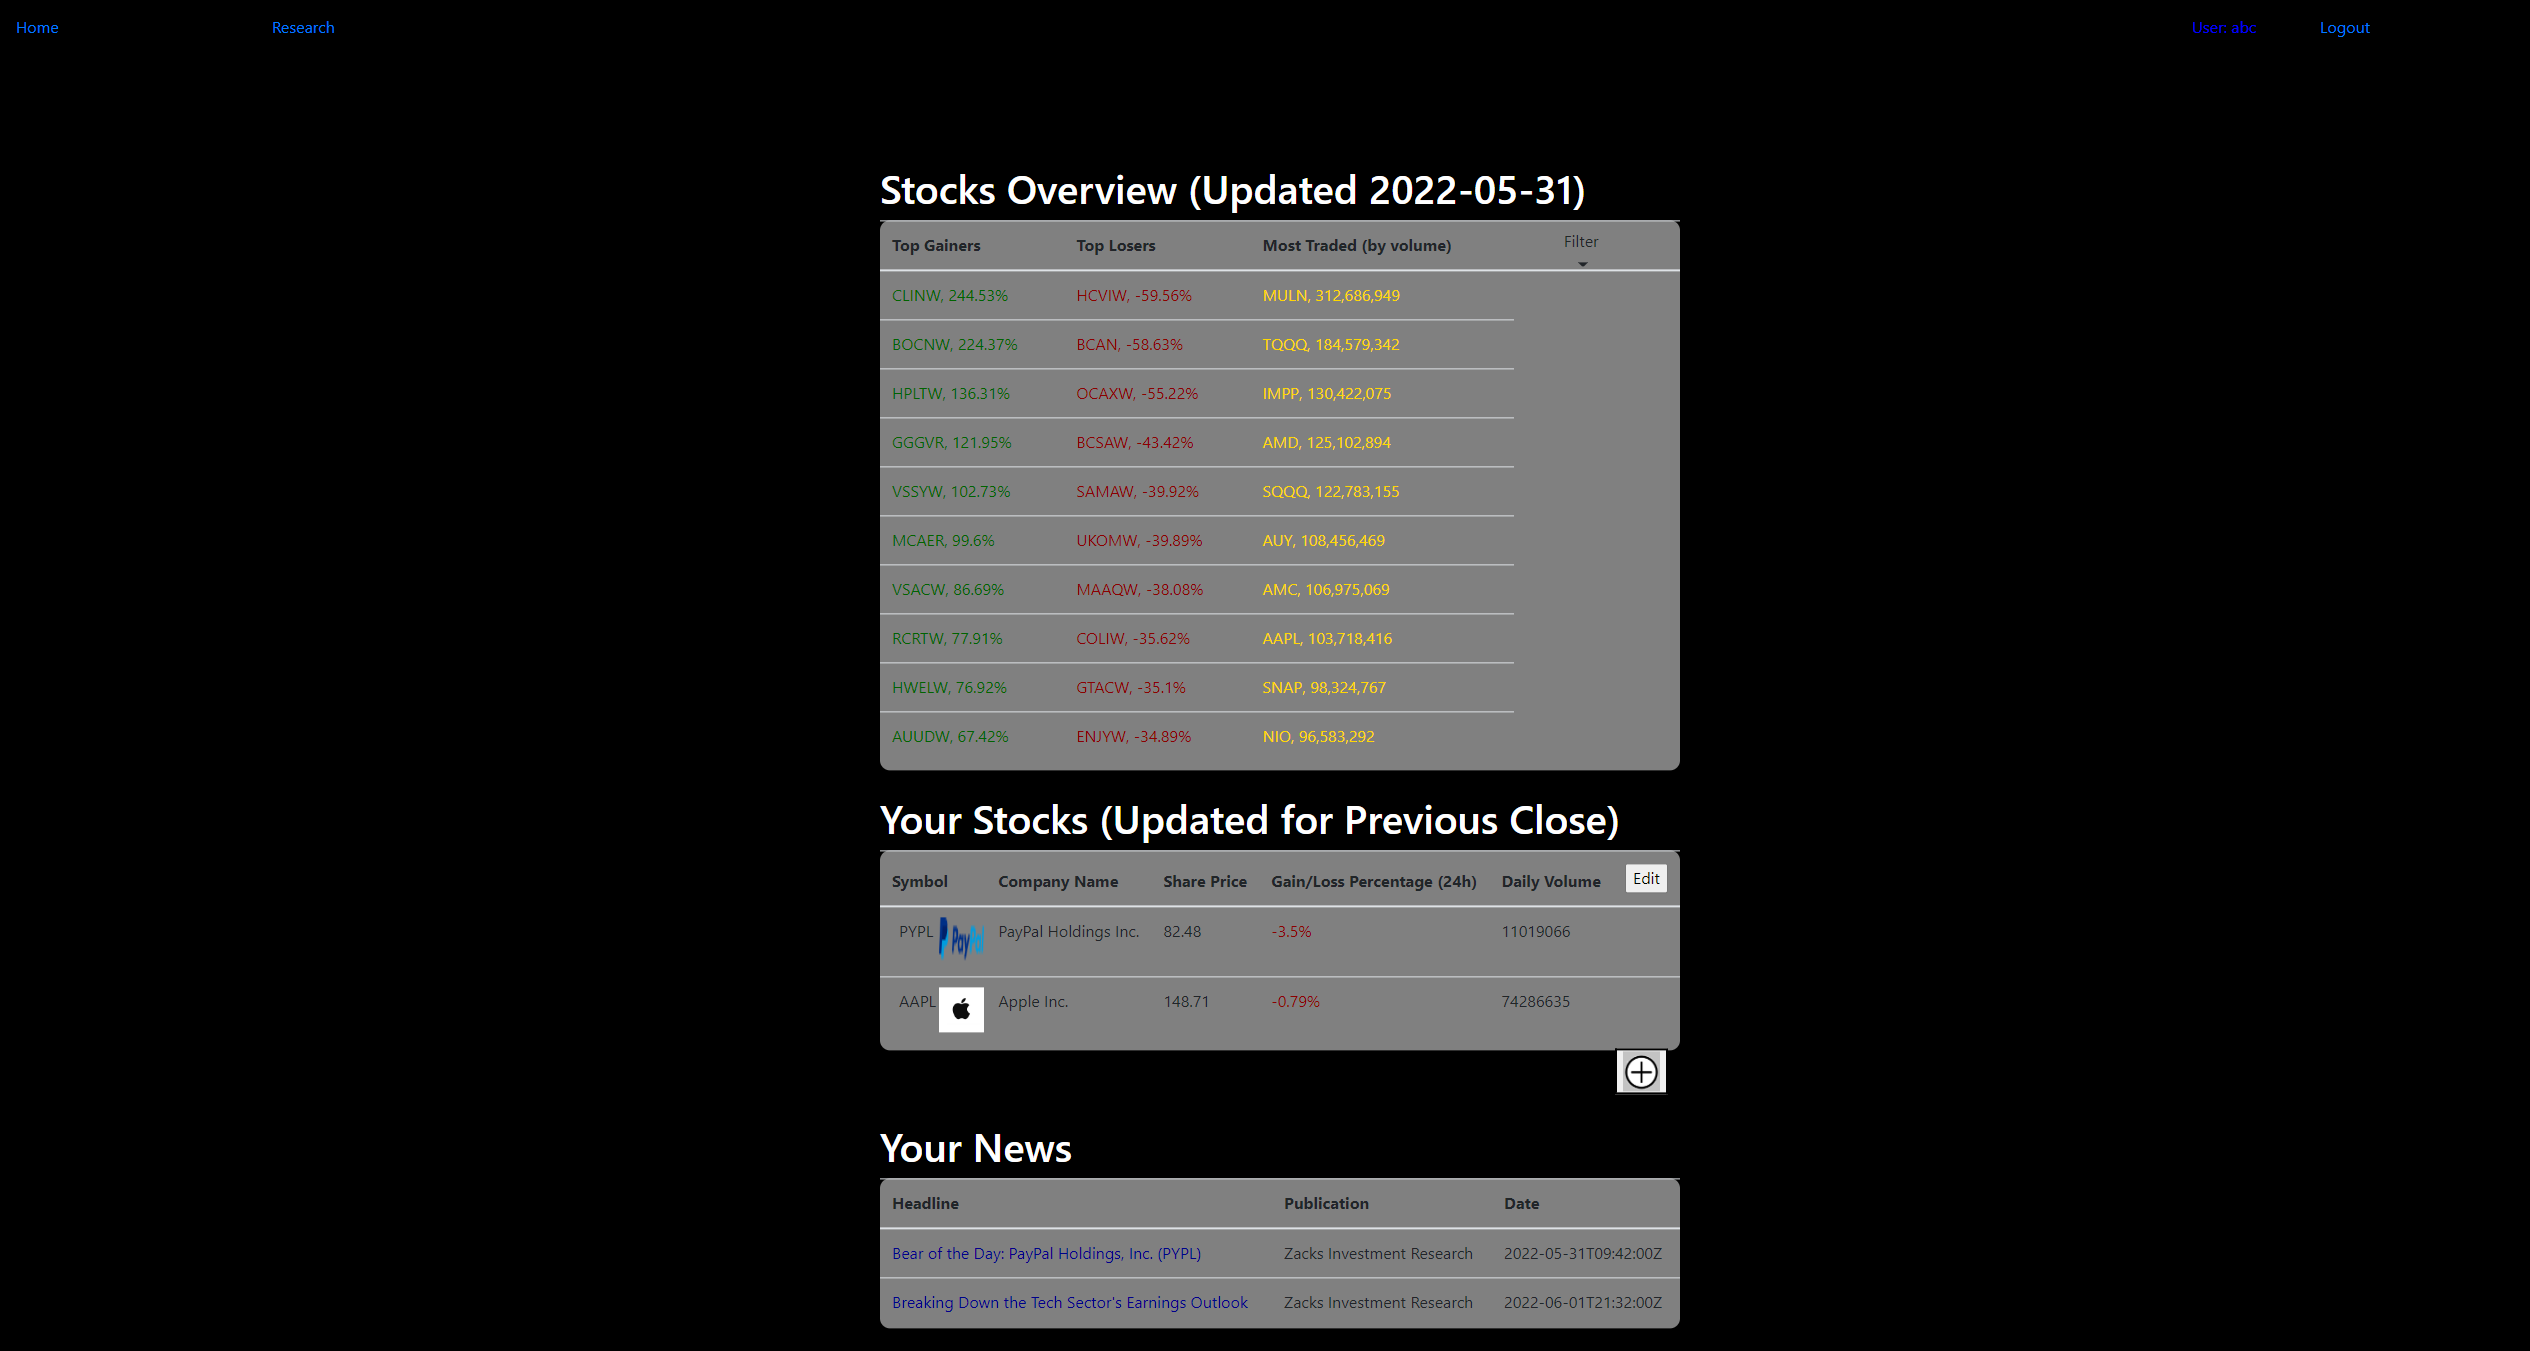 Home Research User: abc Logout
Stocks Overview (Updated 2022-05-31)
Top Gainers Top Losers Most Traded (by volume) Filter
CLINW, 244.53% HCVIW, -59.56% MULN, 312,686,949
BOCNW, 224.37% BCAN, -58.63% TQQQ, 184,579,342
HPLTW, 136.31% OCAXW, -55.22% IMPP, 130,422,075
GGGVR, 121.95% BCSAW, -43.42% AMD, 125,102,894
VSSYW, 102.73% SAMAW, -39.92% SQQQ, 122,783,155
MCAER, 99.6% UKOMW, -39.89% AUY, 108,456,469
VSACW, 86.69% MAAQW, -38.08% AMC, 106,975,069
RCRTW, 77.91% COLIW, -35.62% AAPL, 103,718,416
HWELW, 76.92% GTACW, -35.1% SNAP, 98,324,767
AUUDW, 67.42% ENJYW, -34.89% NIO, 96,583,292
Your Stocks (Updated for Previous Close)
Symbol Company Name Share Price Gain/Loss Percentage (24h) Daily Volume Edit
PYPL PayPal PayPal Holdings Inc. 82.48 -3.5% 11019066
AAPL Apple Inc. 148.71 -0.79% 74286635
Your News
Headline Publication Date
Bear of the Day: PayPal Holdings, Inc. (PYPL) Zacks Investment Research 2022-05-31T09:42:00Z
Breaking Down the Tech Sector's Earnings Outlook Zacks Investment Research 2022-06-01T21:32:00Z